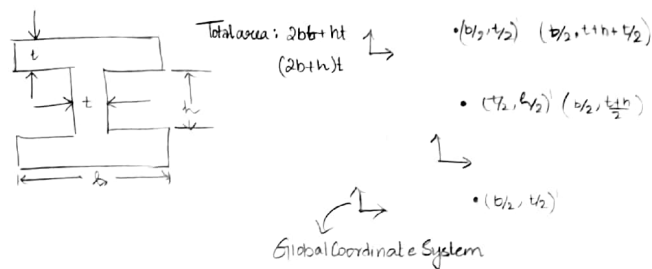 Total area: 2bt + ht
(2b+h)t
t
t
h
b
(b/2, t/2) (b/2, t+h+t/2)
(t/2, h/2) (b/2, t+h/2)
(b/2, t/2)
Global Coordinate System